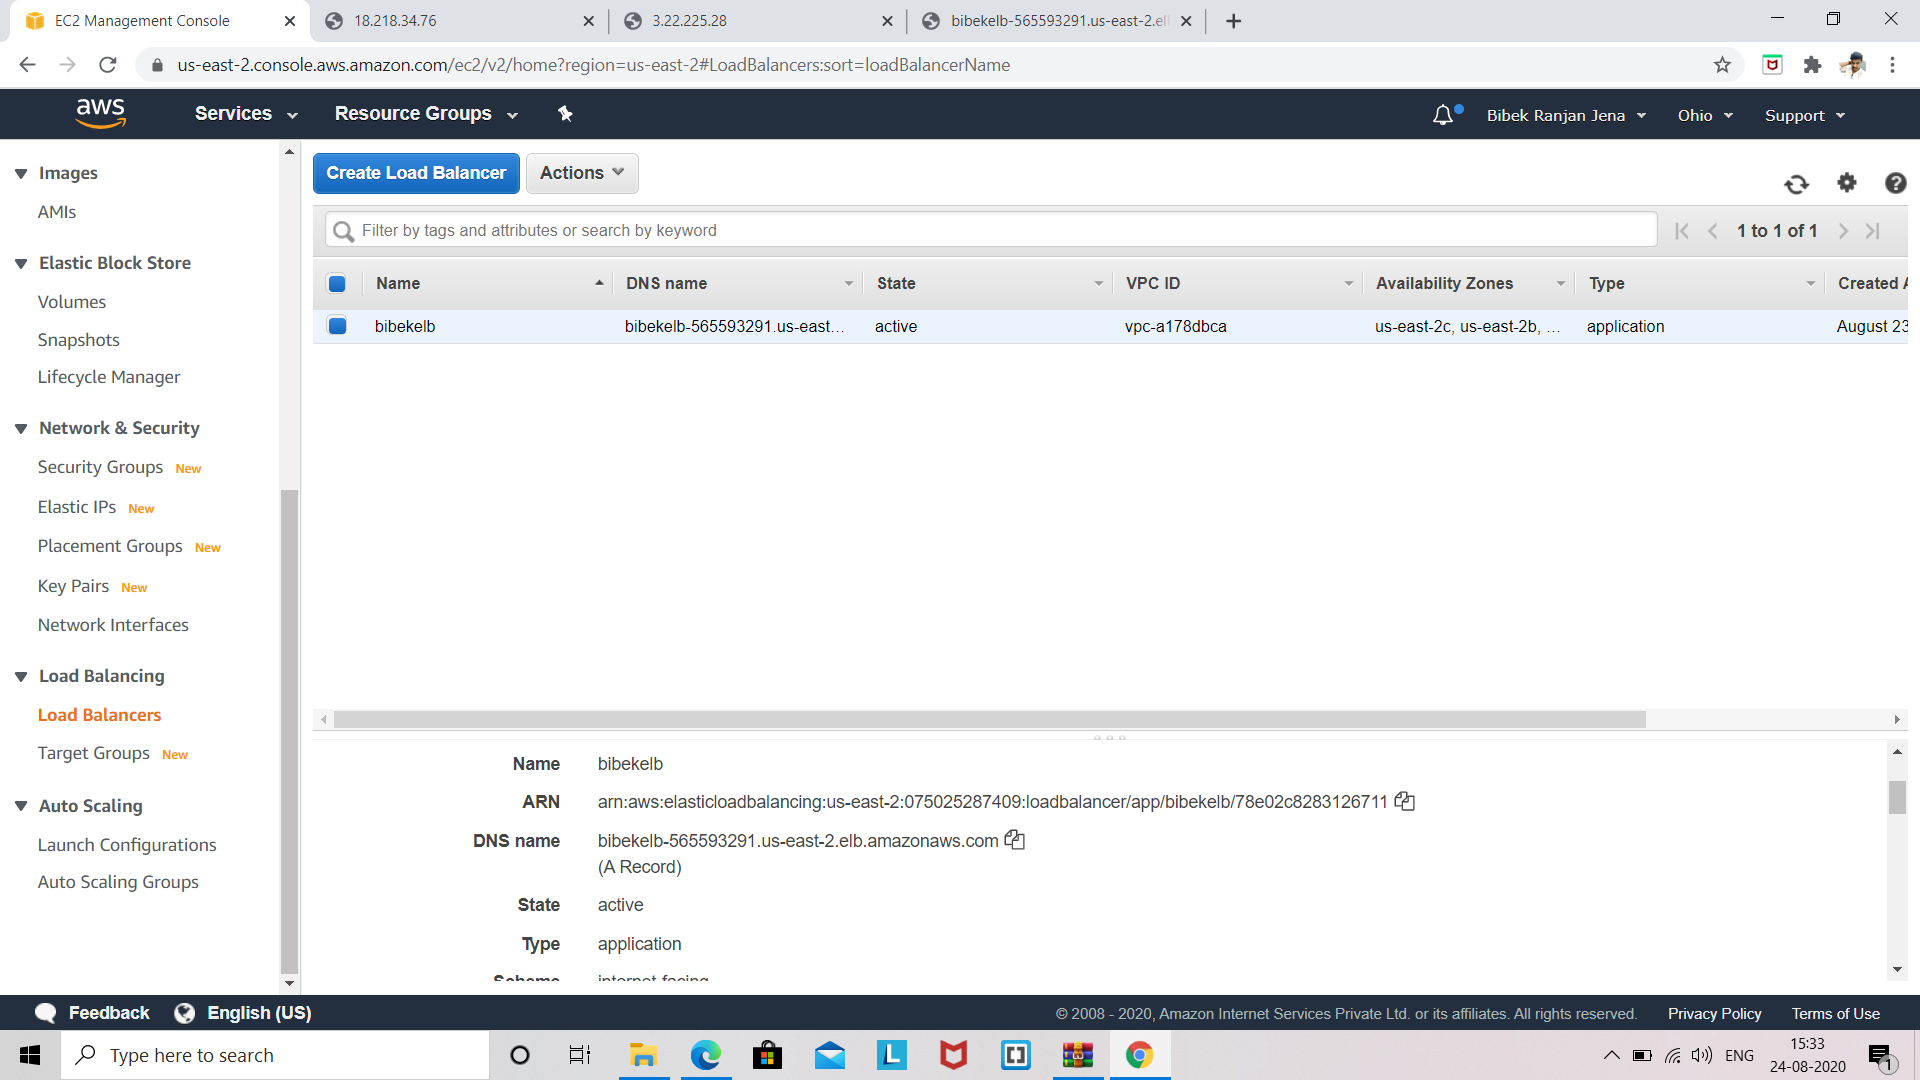 EC2 Management Console
18.218.34.76
3.22.225.28
bibekelb-565593291.us-east-2.el
us-east-2.console.aws.amazon.com/ec2/v2/home?region=us-east-2#LoadBalancers:sort=loadBalancerName
aws
Services
Resource Groups
Bibek Ranjan Jena
Ohio
Support
Images
AMIs
Elastic Block Store
Volumes
Snapshots
Lifecycle Manager
Network & Security
Security Groups New
Elastic IPs New
Placement Groups New
Key Pairs New
Network Interfaces
Load Balancing
Load Balancers
Target Groups New
Auto Scaling
Launch Configurations
Auto Scaling Groups
Create Load Balancer
Actions
Filter by tags and attributes or search by keyword
1 to 1 of 1
Name DNS name State VPC ID Availability Zones Type Created A
bibekelb bibekelb-565593291.us-east... active vpc-a178dbca us-east-2c, us-east-2b, ... application August 23
Name bibekelb
ARN arn:aws:elasticloadbalancing:us-east-2:075025287409:loadbalancer/app/bibekelb/78e02c8283126711
DNS name bibekelb-565593291.us-east-2.elb.amazonaws.com
(A Record)
State active
Type application
Scheme internet-facing
Feedback
English (US)
© 2008 - 2020, Amazon Internet Services Private Ltd. or its affiliates. All rights reserved.
Privacy Policy
Terms of Use
Type here to search
L
ENG
15:33
24-08-2020
1